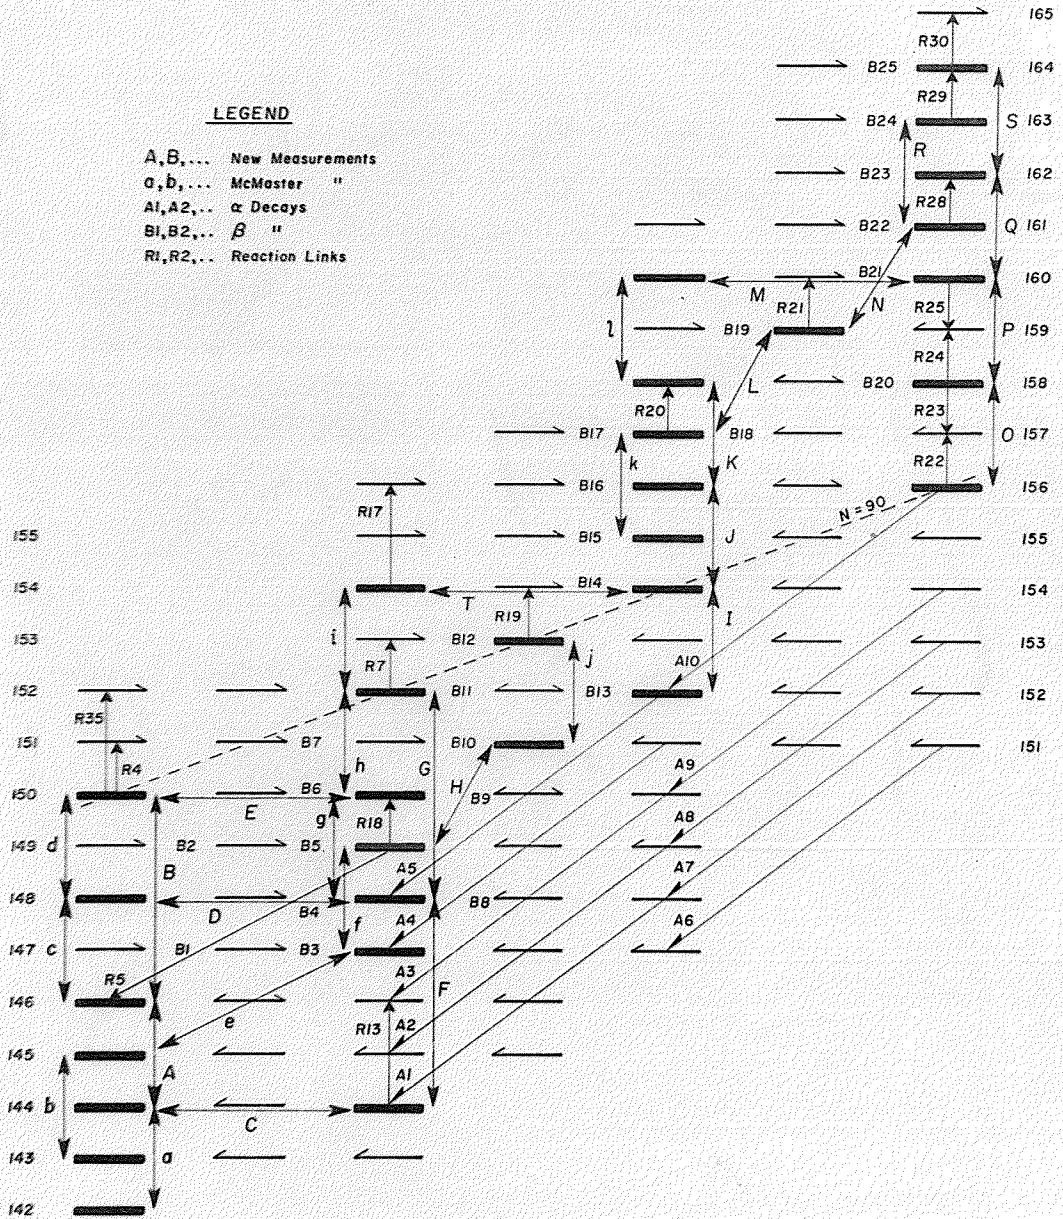 165
R30
B25
164
LEGEND
R29
A,B,... New Measurements
B24
S
163
a,b,... McMaster "
R
A1,A2,.. α Decays
B23
162
B1,B2,.. β "
R28
R1,R2,.. Reaction Links
B22
Q
161
B21
160
M
R21
N
R25
l
B19
P
159
R24
L
B20
158
R20
R23
B17
B18
O
157
k
K
R22
B16
156
R17
N=90
155
B15
J
155
154
B14
154
T
R19
I
i
153
B12
j
153
R7
A10
152
B11
B13
152
R35
151
B7
B10
A9
151
R4
h
G
150
B6
H
B9
E
g
R18
A8
d
149
B2
B5
B
A5
A7
148
B4
B8
D
f
A4
A6
c
147
B1
B3
R5
A3
F
146
e
R13
A2
145
A
A1
b
144
C
143
a
142